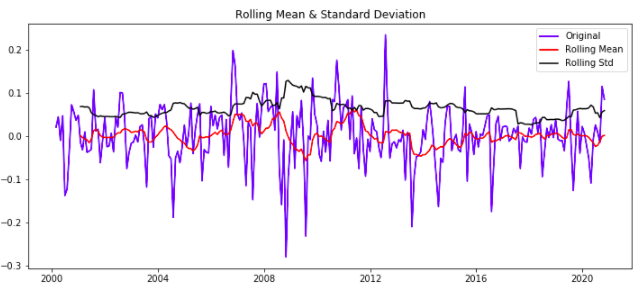 Rolling Mean & Standard Deviation
Original
Rolling Mean
Rolling Std
0.2
0.1
0.0
−0.1
−0.2
−0.3
2000 2004 2008 2012 2016 2020